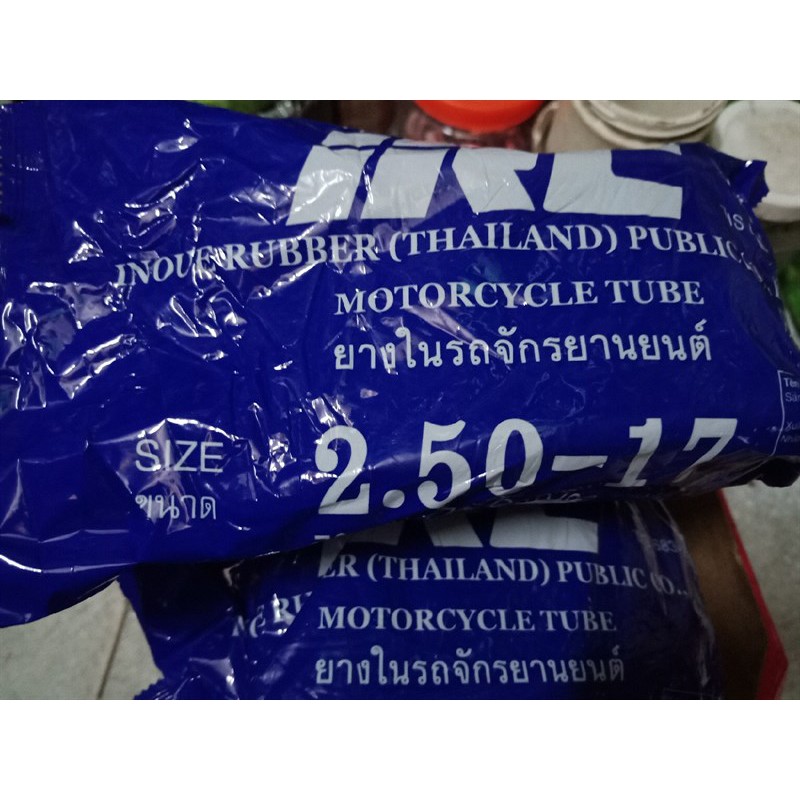 IRC
INOUE RUBBER (THAILAND) PUBLIC
MOTORCYCLE TUBE
ยางในรถจักรยานยนต์
Tên
SIZE
ขนาด
2.50-17
ER (THAILAND) PUBLIC CO.,
MOTORCYCLE TUBE
ยางในรถจักรยานยนต์